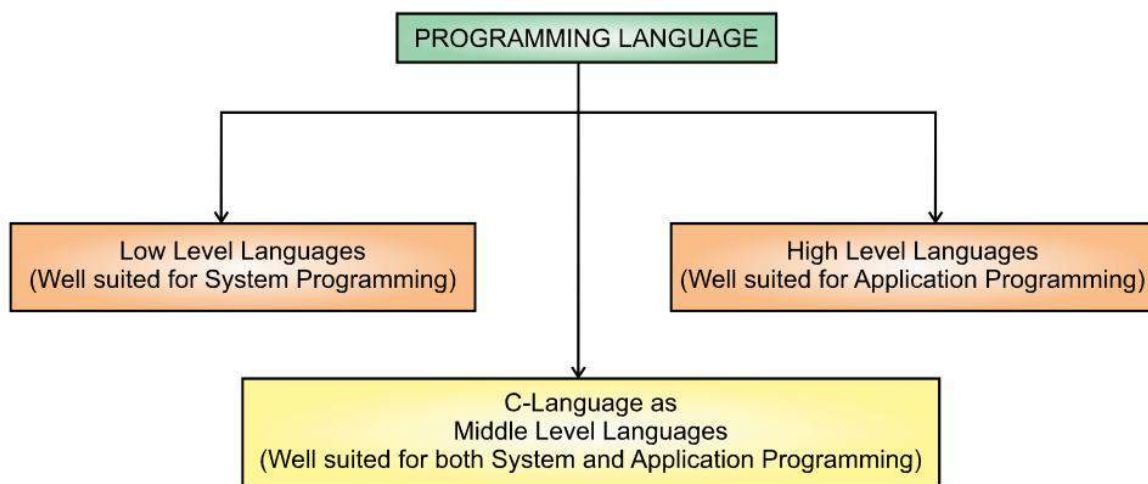 PROGRAMMING LANGUAGE
Low Level Languages
(Well suited for System Programming)
High Level Languages
(Well suited for Application Programming)
C-Language as
Middle Level Languages
(Well suited for both System and Application Programming)